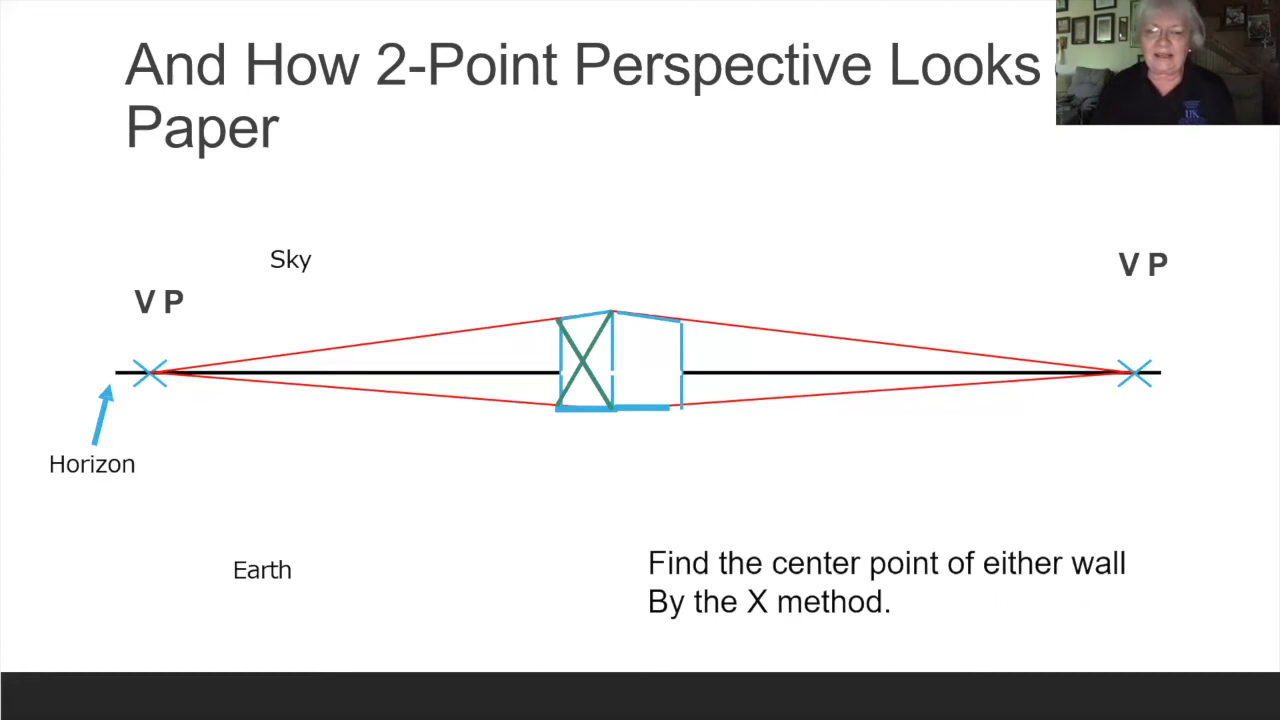 And How 2-Point Perspective Looks
Paper
Sky
V P
V P
Horizon
Earth
Find the center point of either wall
By the X method.